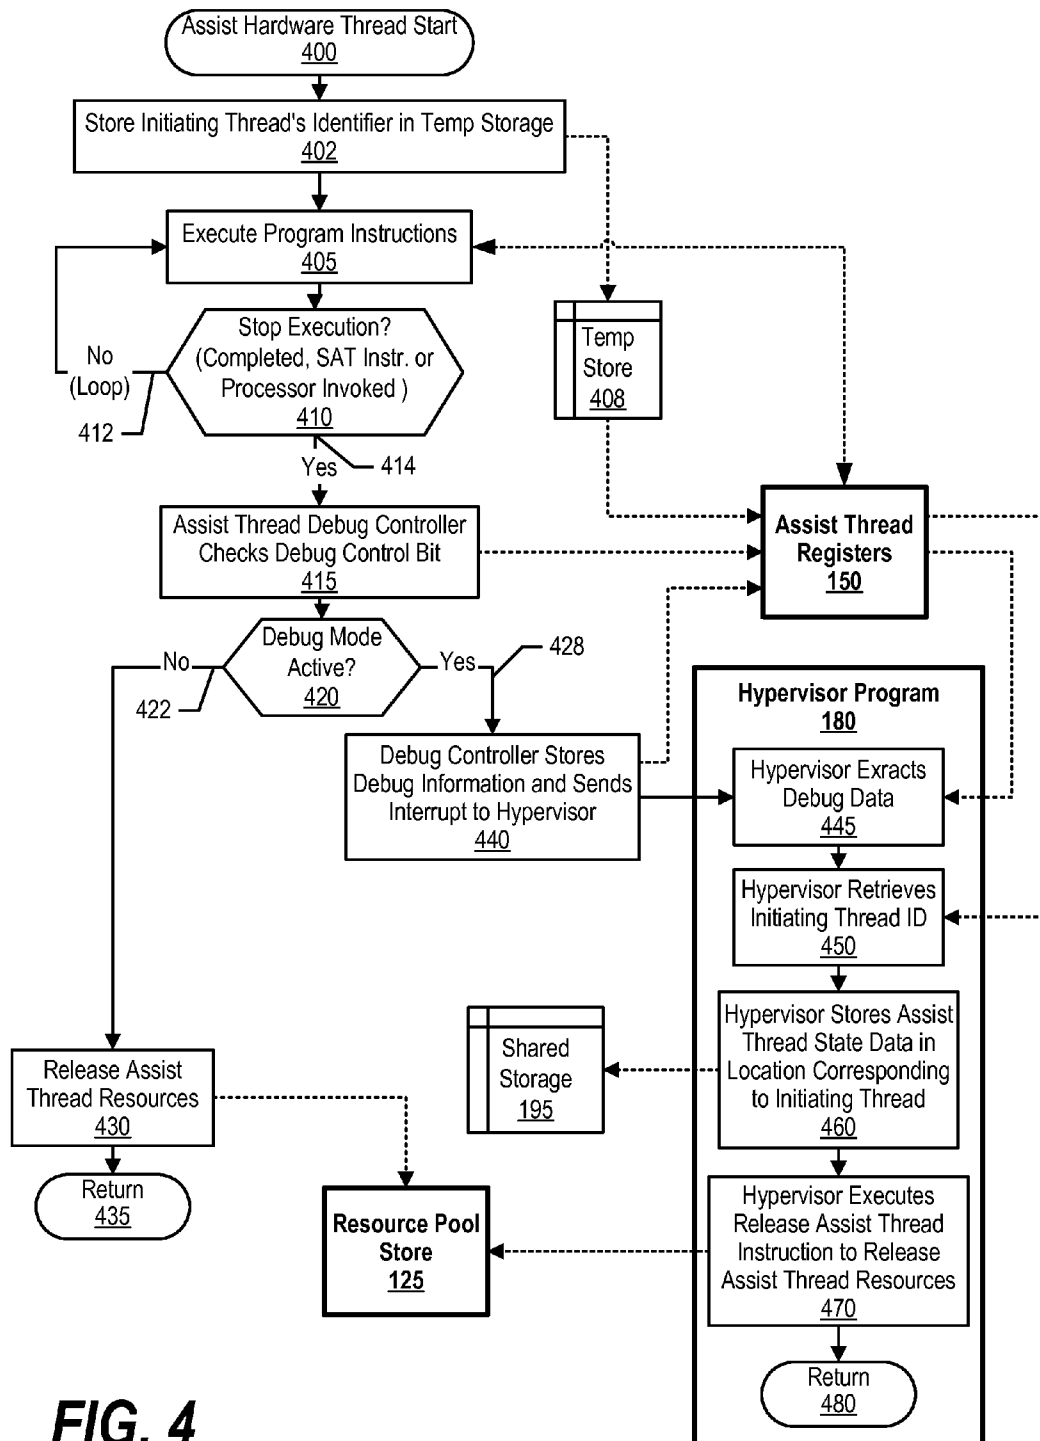 Assist Hardware Thread Start
400
Store Initiating Thread's Identifier in Temp Storage
402
Execute Program Instructions
405
Stop Execution?
(Completed, SAT Instr. or
Processor Invoked )
410
No
(Loop)
412
Yes
414
Temp
Store
408
Assist Thread Debug Controller
Checks Debug Control Bit
415
Assist Thread
Registers
150
Debug Mode
Active?
420
No
422
Yes
428
Debug Controller Stores
Debug Information and Sends
Interrupt to Hypervisor
440
Hypervisor Program
180
Hypervisor Exracts
Debug Data
445
Hypervisor Retrieves
Initiating Thread ID
450
Hypervisor Stores Assist
Thread State Data in
Location Corresponding
to Initiating Thread
460
Shared
Storage
195
Release Assist
Thread Resources
430
Return
435
Resource Pool
Store
125
Hypervisor Executes
Release Assist Thread
Instruction to Release
Assist Thread Resources
470
Return
480
FIG. 4